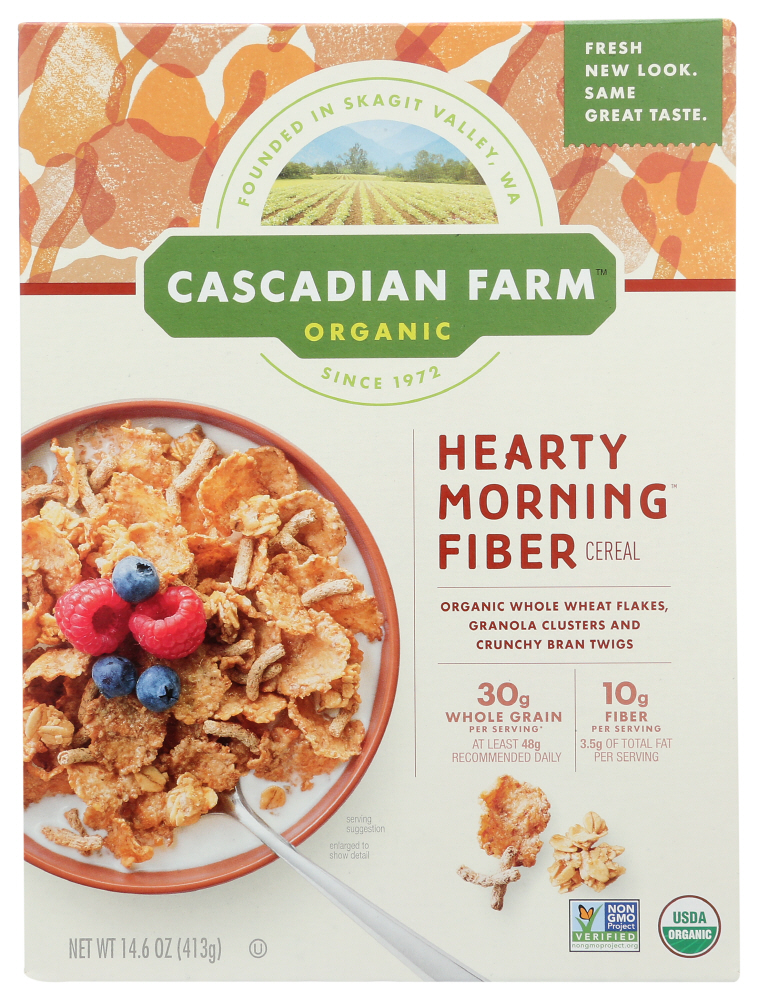 FRESH
NEW LOOK.
SAME
GREAT TASTE.
FOUNDED IN SKAGIT VALLEY, WA
CASCADIAN FARM™
ORGANIC
SINCE 1972
HEARTY
MORNING™
FIBER CEREAL
ORGANIC WHOLE WHEAT FLAKES,
GRANOLA CLUSTERS AND
CRUNCHY BRAN TWIGS
30g
WHOLE GRAIN
PER SERVING*
AT LEAST 48g
RECOMMENDED DAILY
10g
FIBER
PER SERVING
3.5g OF TOTAL FAT
PER SERVING
serving
suggestion
enlarged to
show detail
NON
GMO
Project
VERIFIED
nongmoproject.org
USDA
ORGANIC
NET WT 14.6 OZ (413g) U